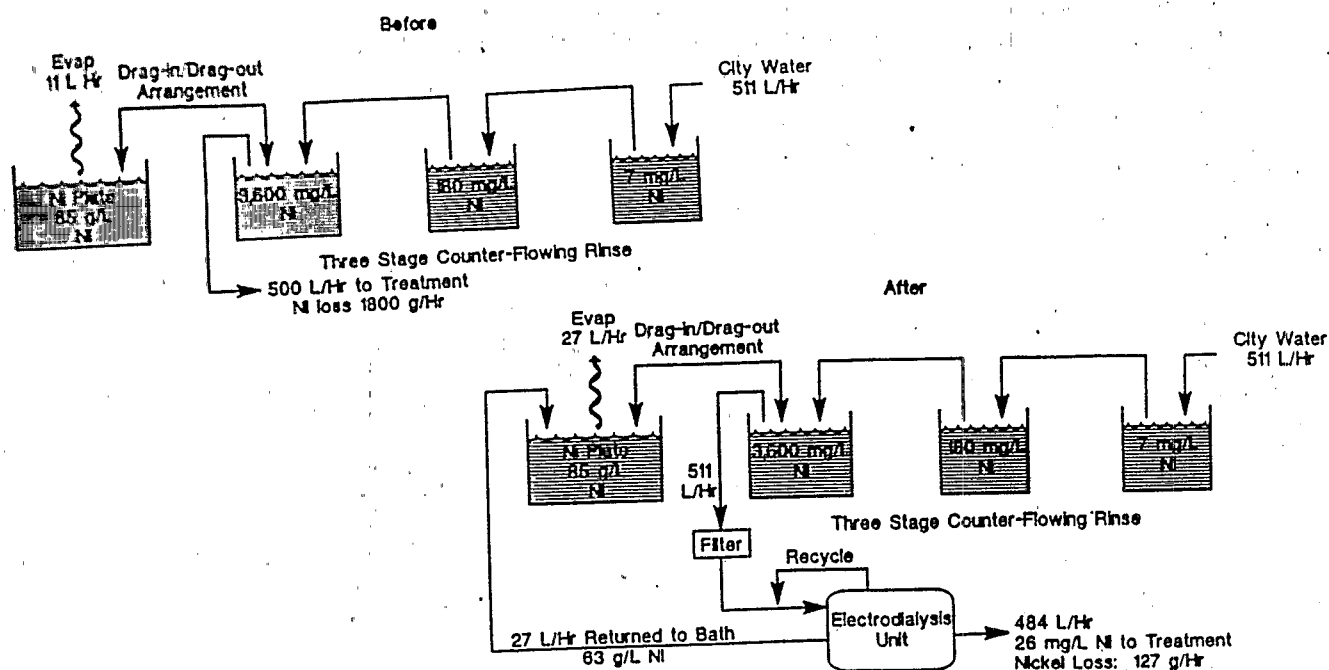 Before
Evap
11 L Hr
Drag-in/Drag-out
Arrangement
City Water
511 L/Hr
Ni Plate
85 g/L
Ni
3,600 mg/L
Ni
180 mg/L
Ni
7 mg/L
Ni
Three Stage Counter-Flowing Rinse
500 L/Hr to Treatment
Ni loss 1800 g/Hr
After
Evap
27 L/Hr
Drag-in/Drag-out
Arrangement
City Water
511 L/Hr
Ni Plate
85 g/L
Ni
3,600 mg/L
Ni
180 mg/L
Ni
7 mg/L
Ni
511
L/Hr
Three Stage Counter-Flowing Rinse
Filter
Recycle
Electrodialysis
Unit
27 L/Hr Returned to Bath
63 g/L Ni
484 L/Hr
26 mg/L Ni to Treatment
Nickel Loss: 127 g/Hr